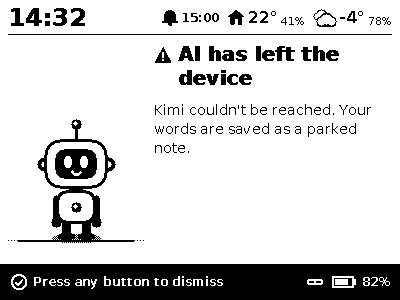 14:32 15:00 22° 41% -4° 78%
AI has left the
device
Kimi couldn't be reached. Your
words are saved as a parked
note.
Press any button to dismiss 82%